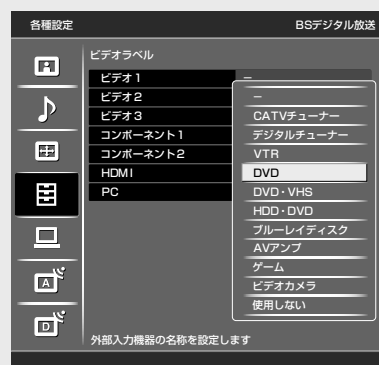 各種設定
BSデジタル放送
ビデオラベル
ビデオ1
−
ビデオ2
ビデオ3
コンポーネント1
コンポーネント2
HDMI
PC
−
CATVチューナー
デジタルチューナー
VTR
DVD
DVD・VHS
HDD・DVD
ブルーレイディスク
AVアンプ
ゲーム
ビデオカメラ
使用しない
A
D
外部入力機器の名称を設定します